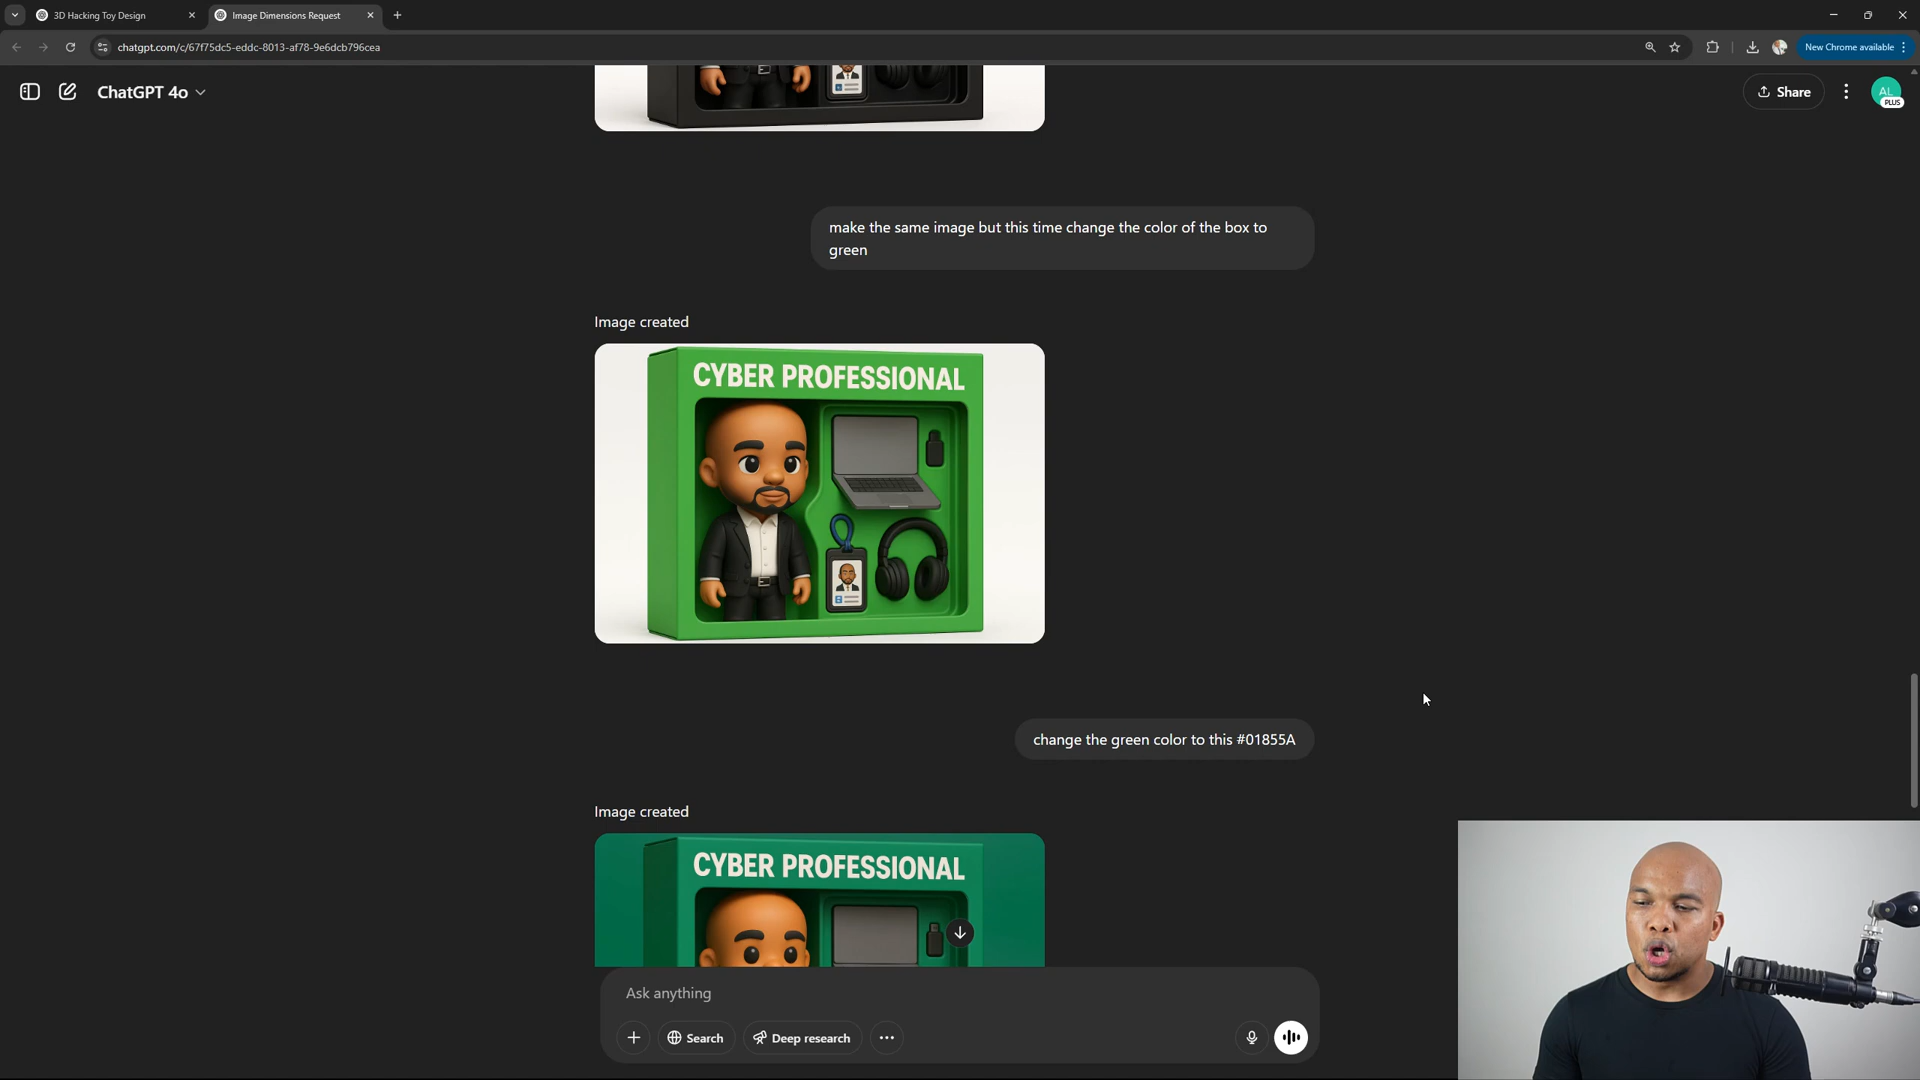 3D Hacking Toy Design
Image Dimensions Request
chatgpt.com/c/67f75dc5-eddc-8013-af78-9e6dcb796cea
New Chrome available
ChatGPT 4o
Share
AL
PLUS
make the same image but this time change the color of the box to
green
Image created
CYBER PROFESSIONAL
change the green color to this #01855A
Image created
CYBER PROFESSIONAL
Ask anything
Search
Deep research